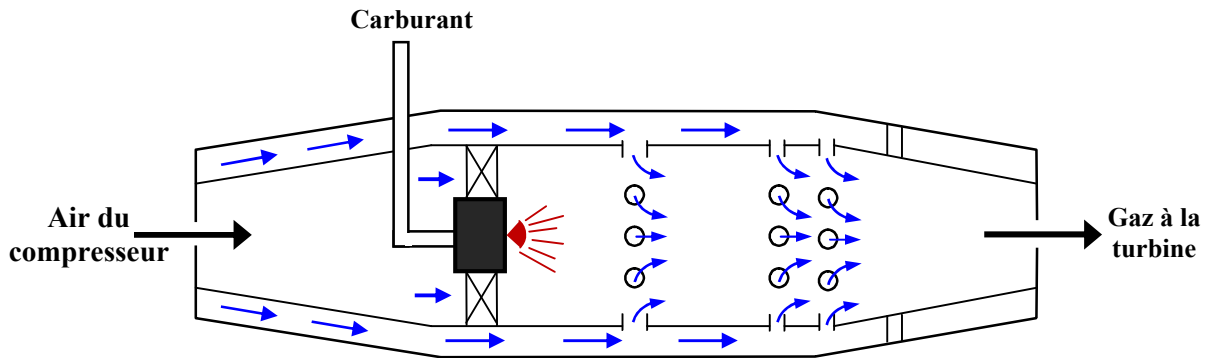 Carburant
Air du
compresseur
Gaz à la
turbine